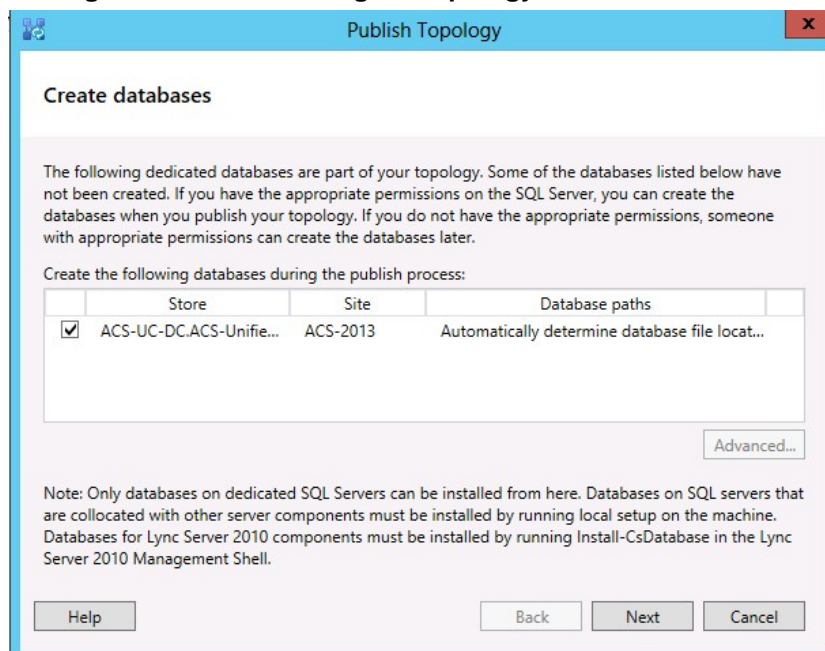 Publish Topology
x
Create databases
The following dedicated databases are part of your topology. Some of the databases listed below have
not been created. If you have the appropriate permissions on the SQL Server, you can create the
databases when you publish your topology. If you do not have the appropriate permissions, someone
with appropriate permissions can create the databases later.
Create the following databases during the publish process:
Store Site Database paths
ACS-UC-DC.ACS-Unifie... ACS-2013 Automatically determine database file locat...
Advanced...
Note: Only databases on dedicated SQL Servers can be installed from here. Databases on SQL servers that
are collocated with other server components must be installed by running local setup on the machine.
Databases for Lync Server 2010 components must be installed by running Install-CsDatabase in the Lync
Server 2010 Management Shell.
Help Back Next Cancel